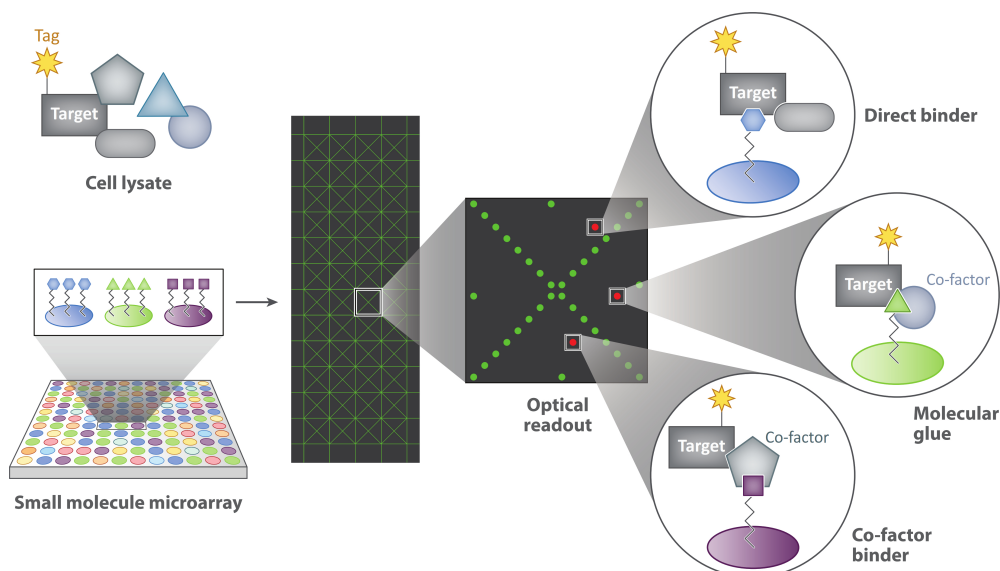 Tag
Target
Cell lysate
Small molecule microarray
Optical
readout
Target
Direct binder
Target
Co-factor
Molecular
glue
Target
Co-factor
Co-factor
binder